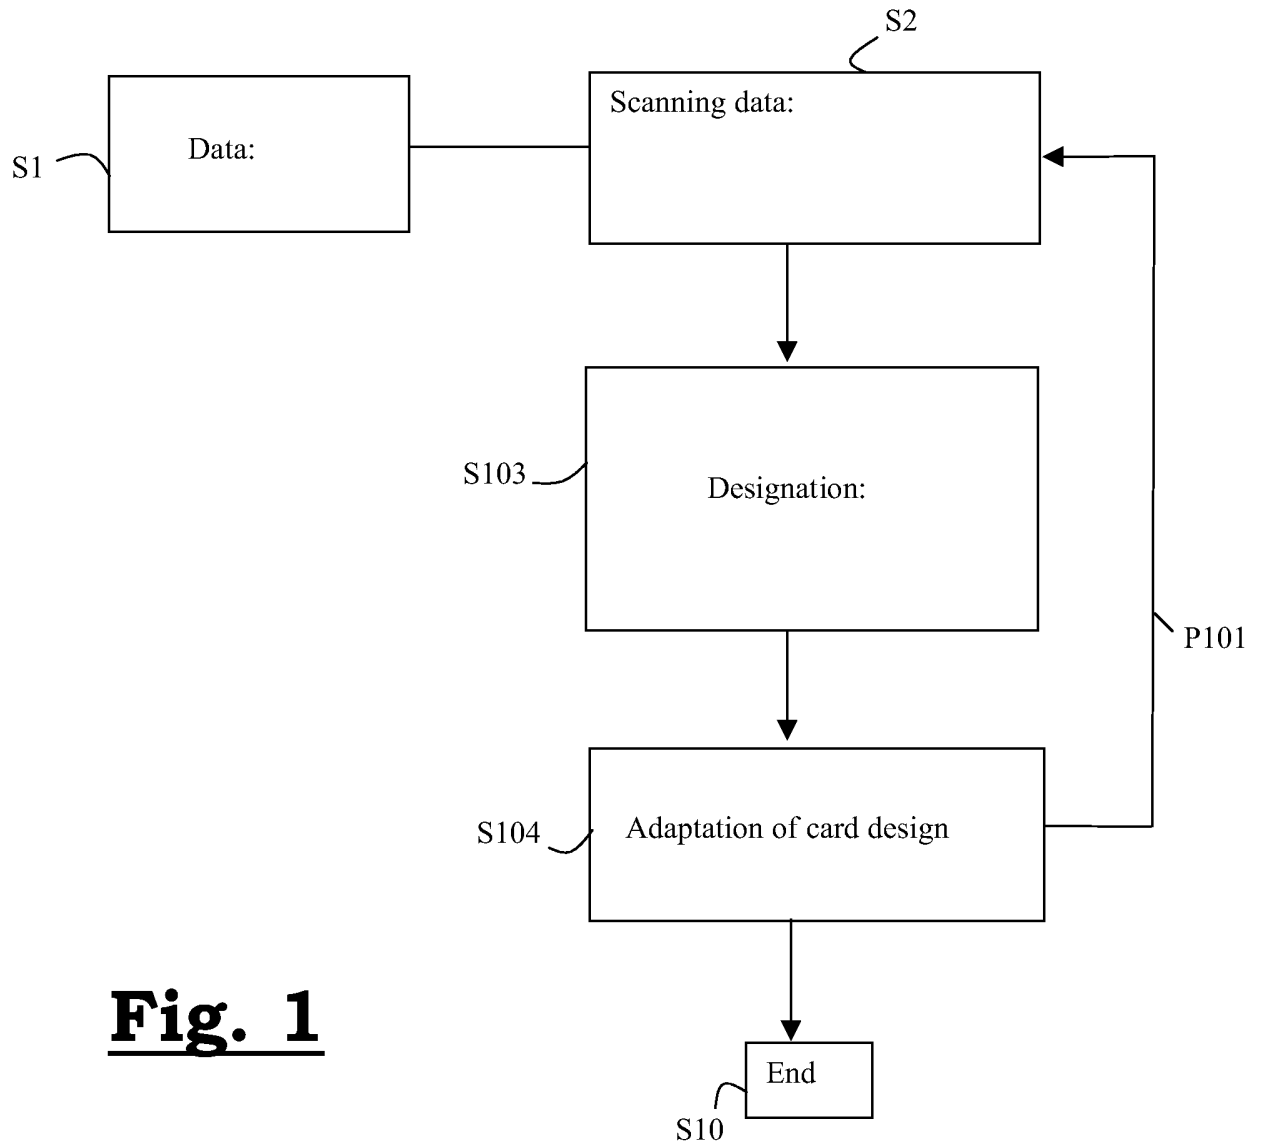 S2
Scanning data:
Data:
S1
S103
Designation:
P101
S104
Adaptation of card design
Fig. 1
End
S10